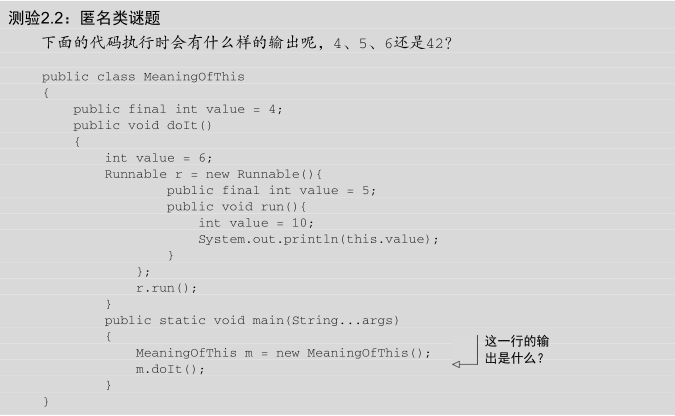 测验2.2：匿名类谜题
下面的代码执行时会有什么样的输出呢，4、5、6还是42？
public class MeaningOfThis
{
    public final int value = 4;
    public void doIt()
    {
        int value = 6;
        Runnable r = new Runnable(){
                public final int value = 5;
                public void run(){
                    int value = 10;
                    System.out.println(this.value);
                }
            };
            r.run();
        }
        public static void main(String...args)
        {
            MeaningOfThis m = new MeaningOfThis();
            m.doIt();
        }
}
这一行的输
出是什么？